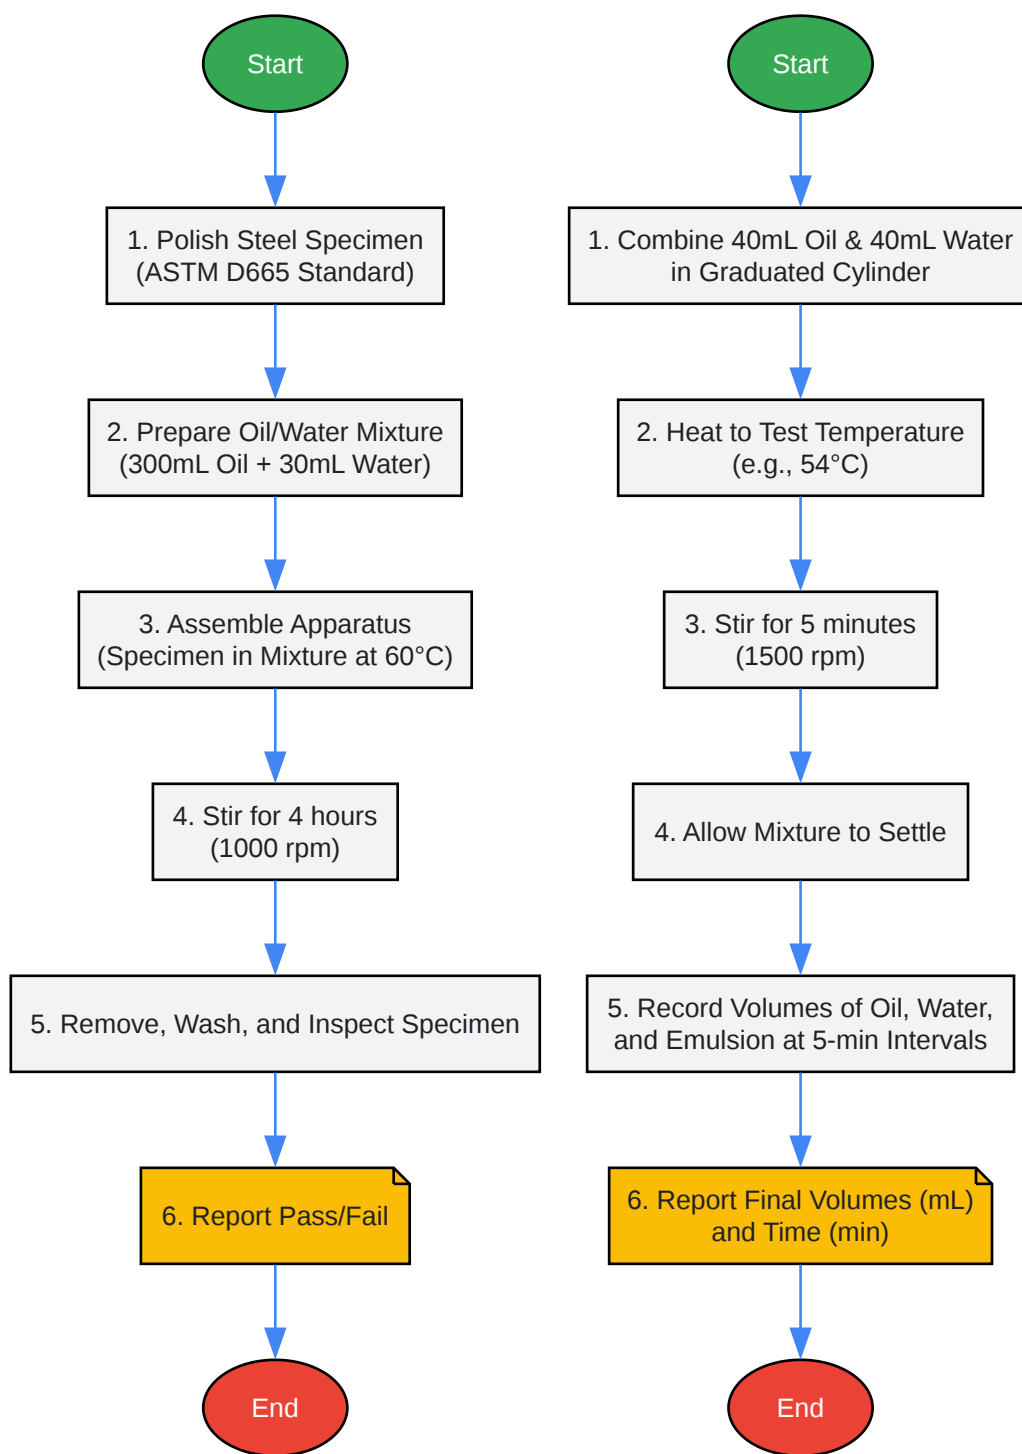 Start
1. Polish Steel Specimen
(ASTM D665 Standard)
2. Prepare Oil/Water Mixture
(300mL Oil + 30mL Water)
3. Assemble Apparatus
(Specimen in Mixture at 60°C)
4. Stir for 4 hours
(1000 rpm)
5. Remove, Wash, and Inspect Specimen
6. Report Pass/Fail
End
Start
1. Combine 40mL Oil & 40mL Water
in Graduated Cylinder
2. Heat to Test Temperature
(e.g., 54°C)
3. Stir for 5 minutes
(1500 rpm)
4. Allow Mixture to Settle
5. Record Volumes of Oil, Water,
and Emulsion at 5-min Intervals
6. Report Final Volumes (mL)
and Time (min)
End